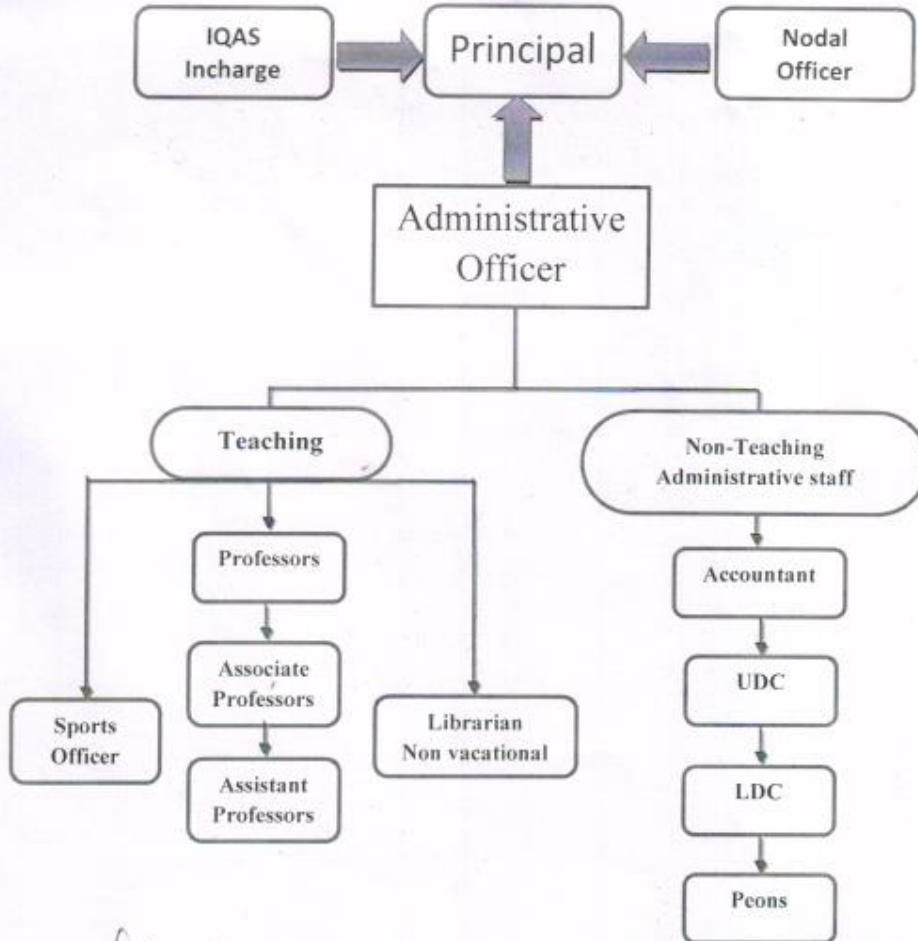 IQAS
Incharge
Principal
Nodal
Officer
Administrative
Officer
Teaching
Non-Teaching
Administrative staff
Professors
Accountant
Associate
Professors
UDC
Sports
Officer
Librarian
Non vacational
Assistant
Professors
LDC
Peons